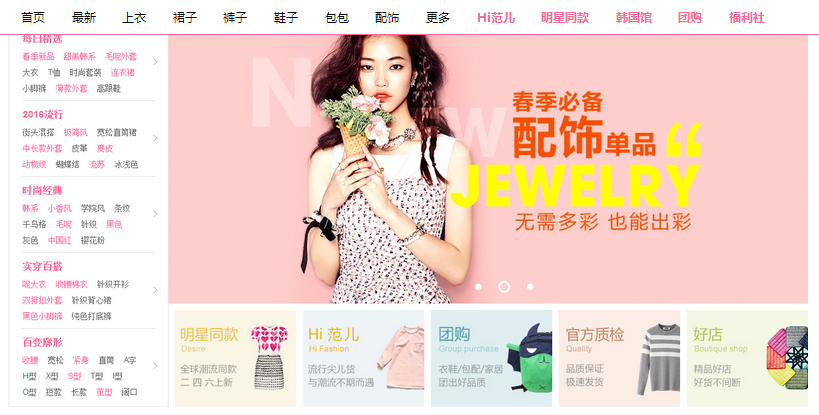 首页 最新 上衣 裙子 裤子 鞋子 包包 配饰 更多 Hi范儿 明星同款 韩国馆 团购 福利社
每日精选
春季新品 甜美韩系 毛呢外套
大衣 T恤 时尚套装 连衣裙
小脚裤 薄款外套 高跟鞋
2016流行
街头混搭 极简风 宽松直筒裙
中长款外套 皮革 麂皮
动物纹 蝴蝶结 流苏 冰浅色
时尚经典
韩系 小香风 学院风 条纹
千鸟格 毛呢 针织 黑色
灰色 中国红 樱花粉
实穿百搭
呢大衣 收腰棉衣 针织开衫
双排扣外套 针织背心裙
黑色小脚裤 纯色打底裤
百变廓形
收腰 宽松 紧身 直筒 A字
H型 X型 S型 T型 I型
O型 短款 长款 茧型 阔口
NEW
春季必备
配饰单品
JEWELRY
无需多彩 也能出彩
明星同款
Desire
全球潮流同款
二 四 六上新
Hi 范儿
Hi Fashion
流行尖儿货
与潮流不期而遇
团购
Group purchase
衣鞋/包配/家居
团出好品质
官方质检
Quality
品质保证
极速发货
好店
Boutique shop
精品好店
好货不间断